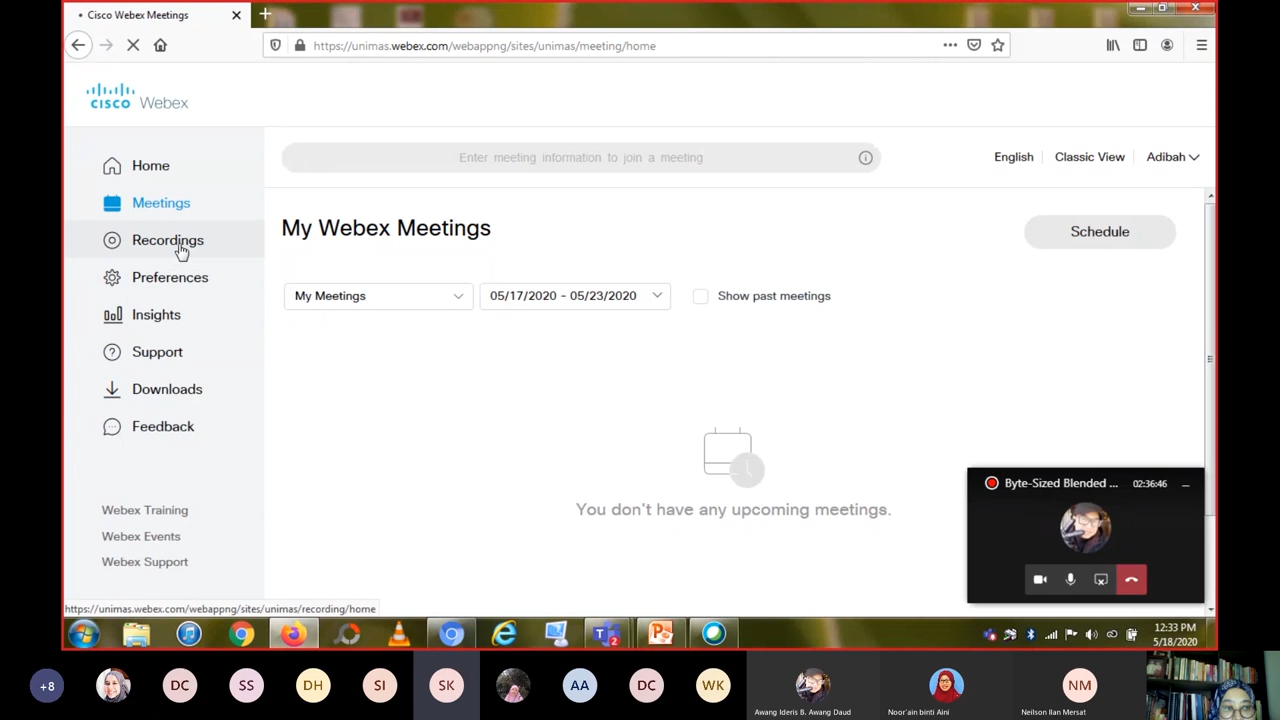 Cisco Webex Meetings
https://unimas.webex.com/webappng/sites/unimas/meeting/home
CISCO Webex
Home
Meetings
Recordings
Preferences
Insights
Support
Downloads
Feedback
Webex Training
Webex Events
Webex Support
Enter meeting information to join a meeting
English
Classic View
Adibah
My Webex Meetings
Schedule
My Meetings
05/17/2020 - 05/23/2020
Show past meetings
You don't have any upcoming meetings.
Byte-Sized Blended ...
02:36:46
https://unimas.webex.com/webappng/sites/unimas/recording/home
12:33 PM
5/18/2020
+8
DC
SS
DH
SI
SK
AA
DC
WK
Awang Ideris B. Awang Daud
Noor'ain binti Aini
NM
Neilson Ilan Mersat